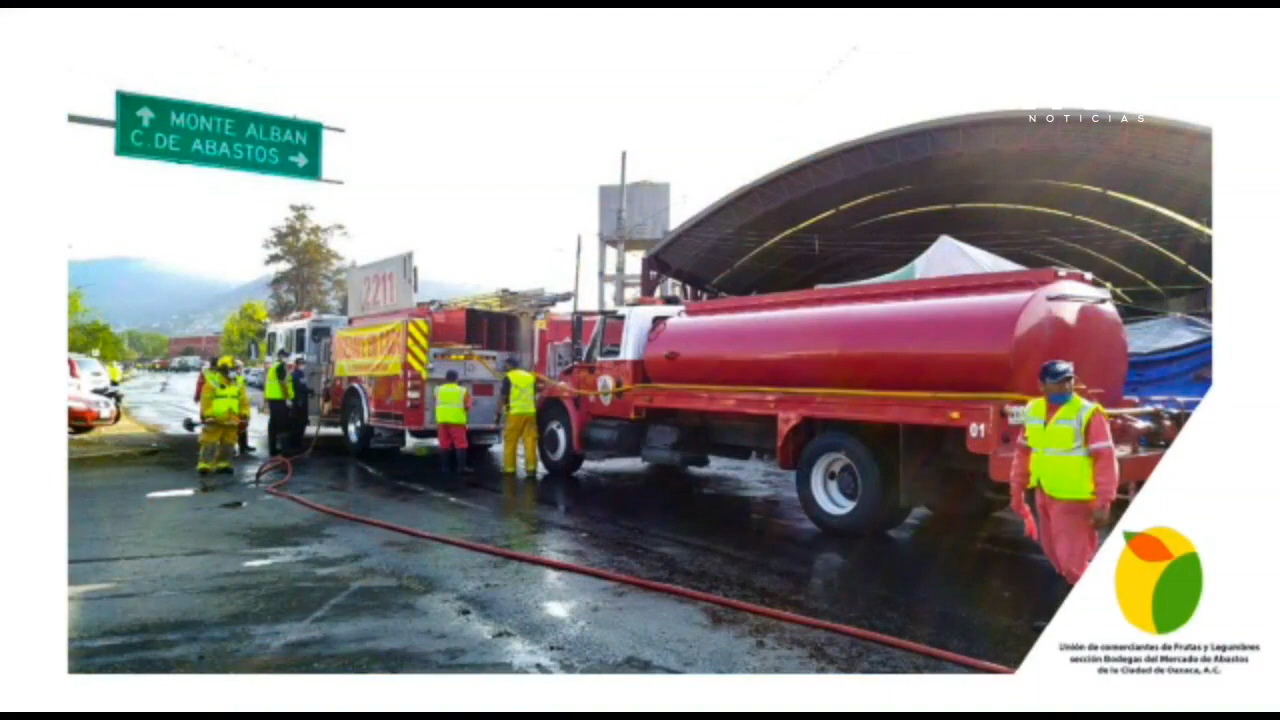 NOTICIAS
MONTE ALBAN
C. DE ABASTOS
2211
01
Unión de comerciantes de Frutas y Legumbres
sección Bodegas del Mercado de Abastos
de la Ciudad de Oaxaca, A.C.